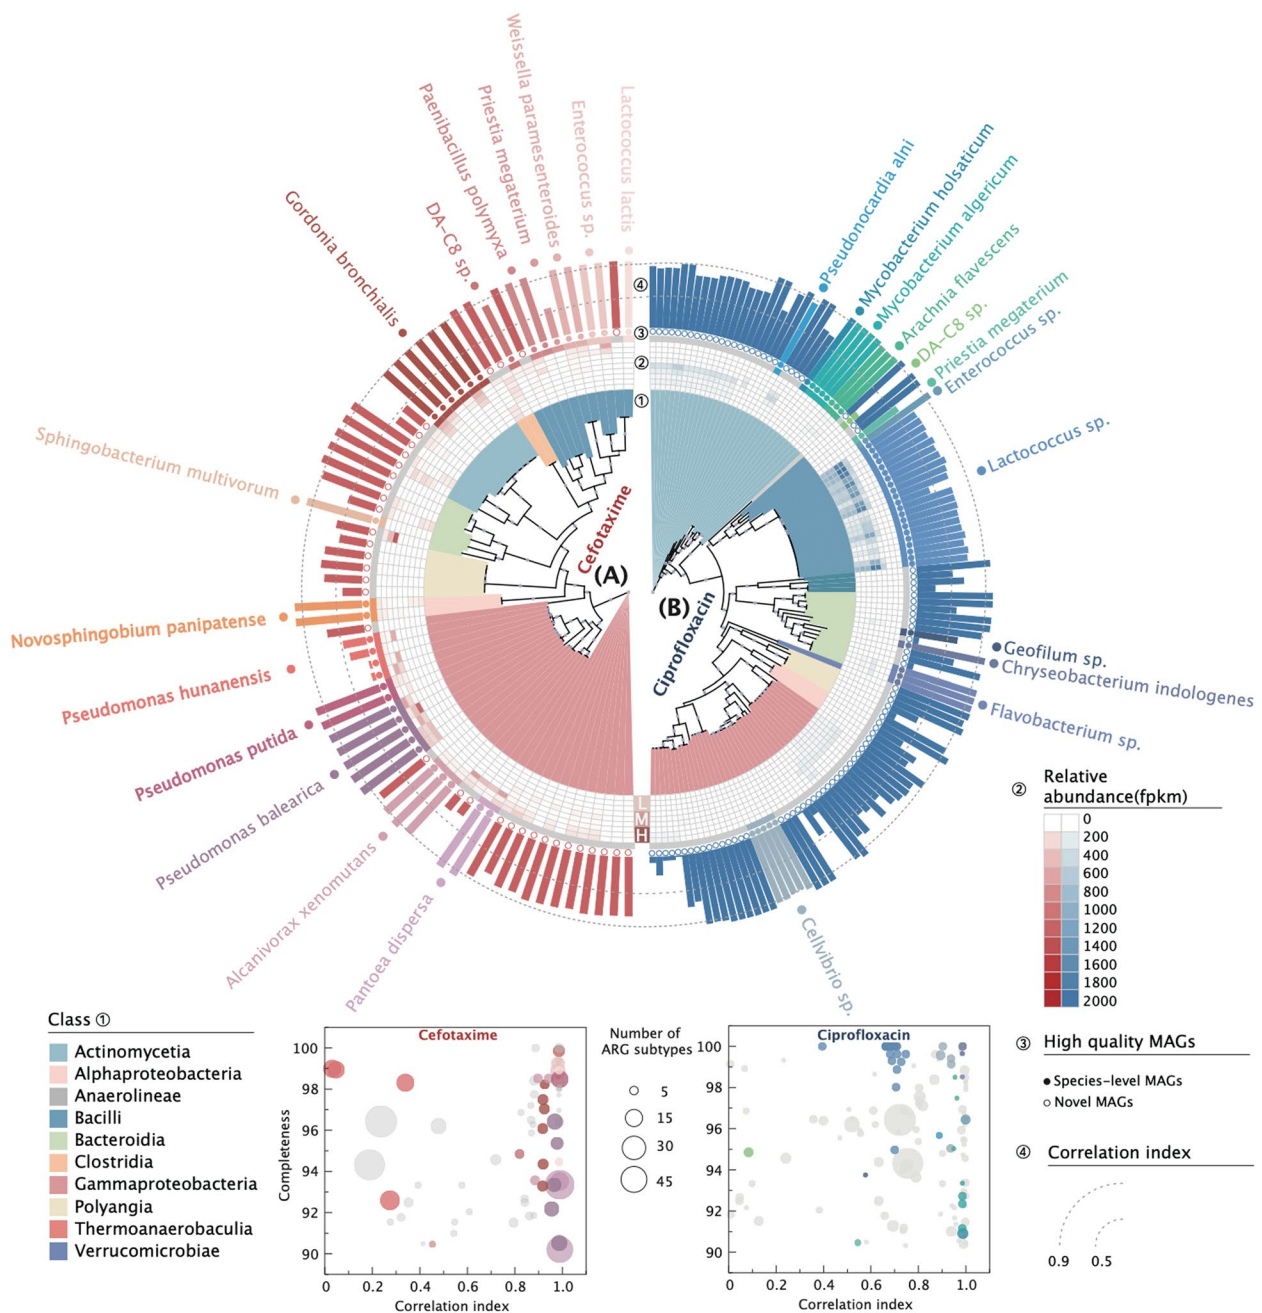 Weissella paramesenteroides
Lactococcus lactis
Paenibacillus polymyxa
Priestia megaterium
Enterococcus sp.
Gordonia bronchialis
DA-C8 sp.
Pseudonocardia alni
Mycobacterium holsaticum
Mycobacterium algericum
Arachnia flavescens
DA-C8 sp.
Priestia megaterium
Enterococcus sp.
Lactococcus sp.
Sphingobacterium multivorum
Novosphingobium panipatense
Pseudomonas hunanensis
Pseudomonas putida
Pseudomonas balearica
Alcanivorax xenomutans
Pantoea dispersa
Geofilum sp.
Chryseobacterium indologenes
Flavobacterium sp.
Cellvibrio sp.
④
③
②
①
Cefotaxime
(A)
(B)
Ciprofloxacin
L
M
H
② Relative
abundance(fpkm)
0
200
400
600
800
1000
1200
1400
1600
1800
2000
③ High quality MAGs
Species-level MAGs
Novel MAGs
④ Correlation index
0.9 0.5
Class ①
Actinomycetia
Alphaproteobacteria
Anaerolineae
Bacilli
Bacteroidia
Clostridia
Gammaproteobacteria
Polyangia
Thermoanaerobaculia
Verrucomicrobiae
Cefotaxime
Completeness
100
98
96
94
92
90
0 0.2 0.4 0.6 0.8 1.0
Correlation index
Number of
ARG subtypes
5
15
30
45
Ciprofloxacin
100
98
96
94
92
90
0 0.2 0.4 0.6 0.8 1.0
Correlation index